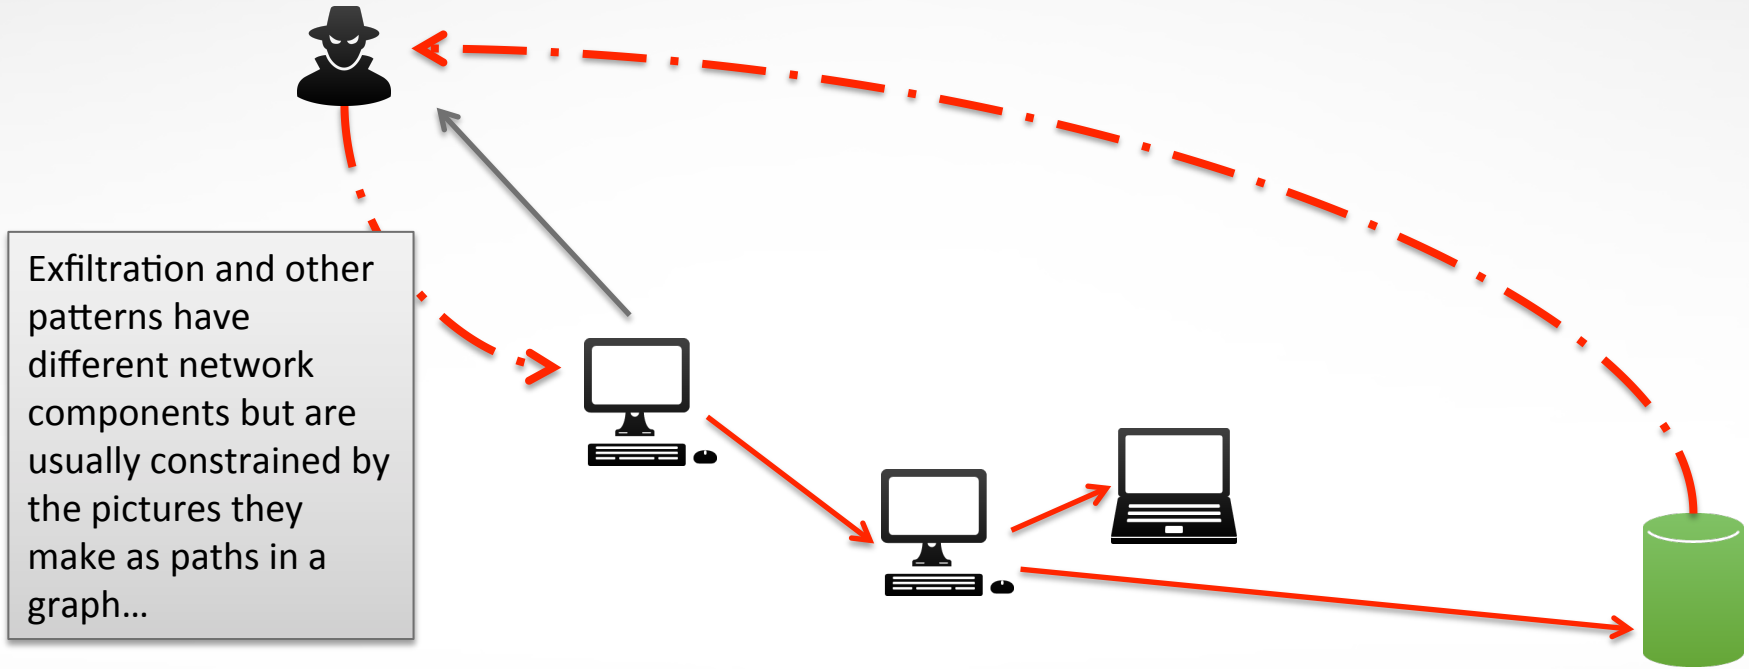 Exfiltration and other
patterns have
different network
components but are
usually constrained by
the pictures they
make as paths in a
graph…